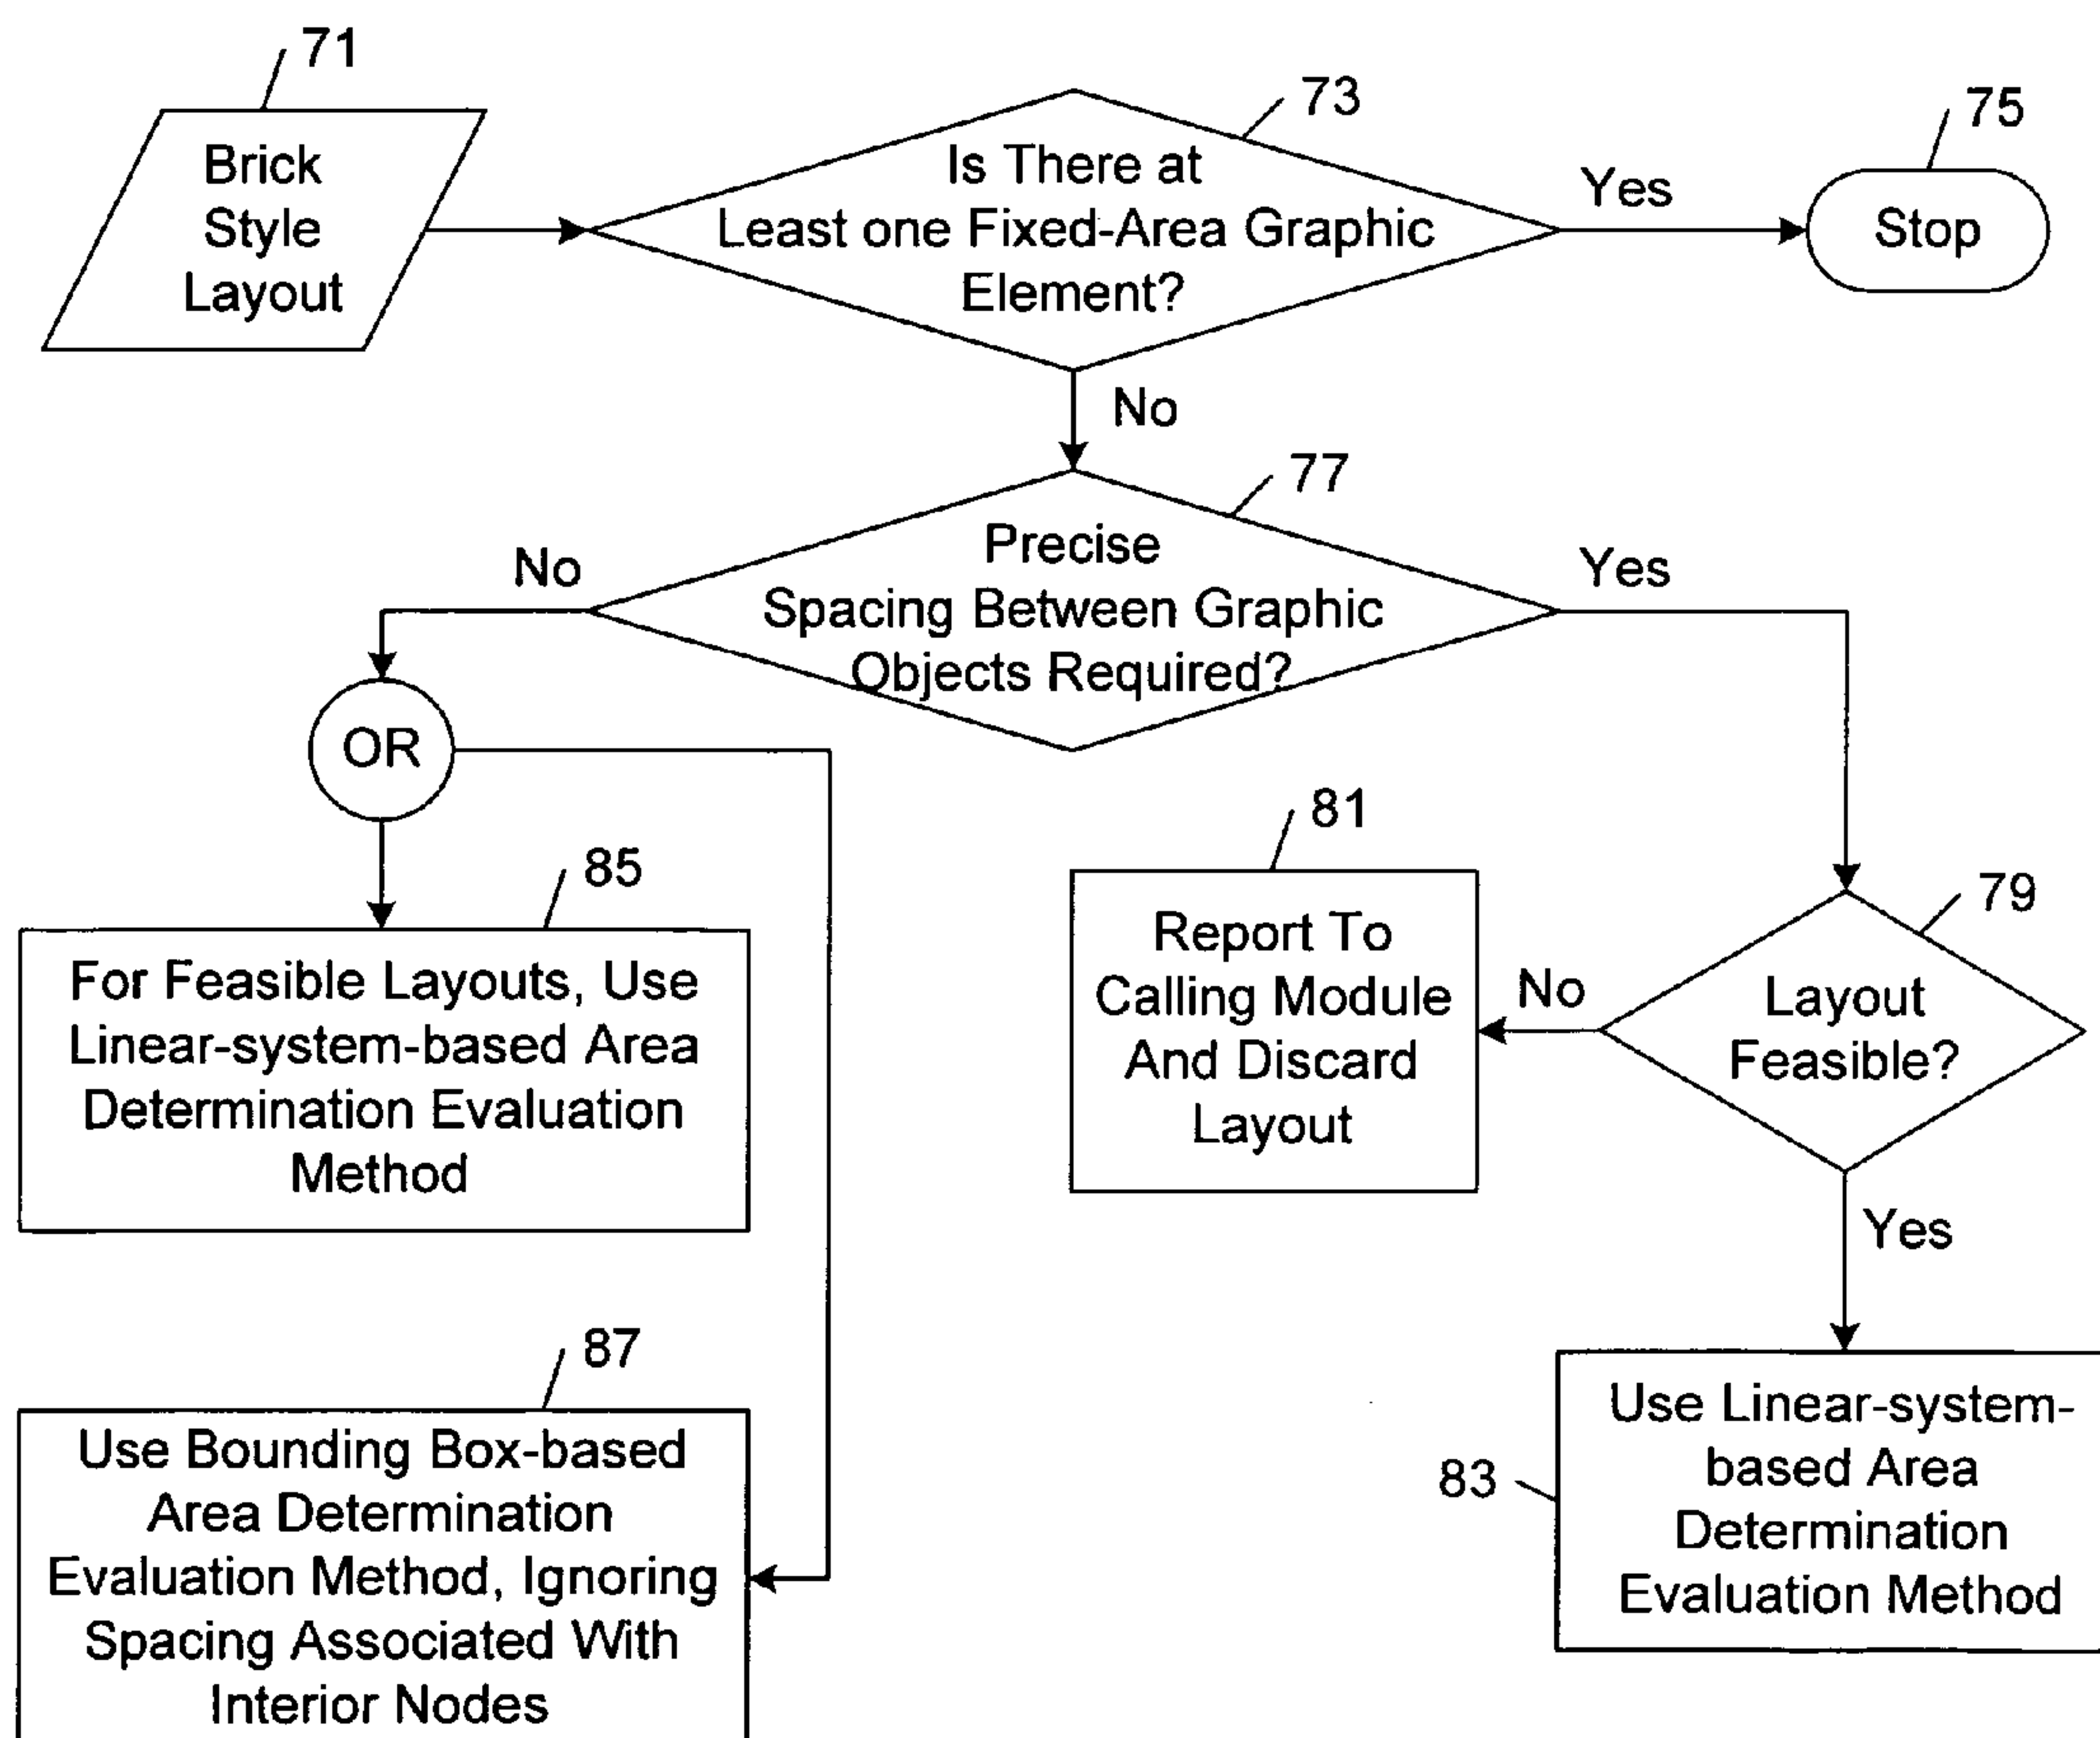 71
Brick
Style
Layout
73
Is There at
Least one Fixed-Area Graphic
Element?
Yes
75
Stop
No
77
Precise
Spacing Between Graphic
Objects Required?
No
Yes
OR
85
For Feasible Layouts, Use
Linear-system-based Area
Determination Evaluation
Method
81
Report To
Calling Module
And Discard
Layout
No
79
Layout
Feasible?
Yes
87
Use Bounding Box-based
Area Determination
Evaluation Method, Ignoring
Spacing Associated With
Interior Nodes
83
Use Linear-system-
based Area
Determination
Evaluation Method